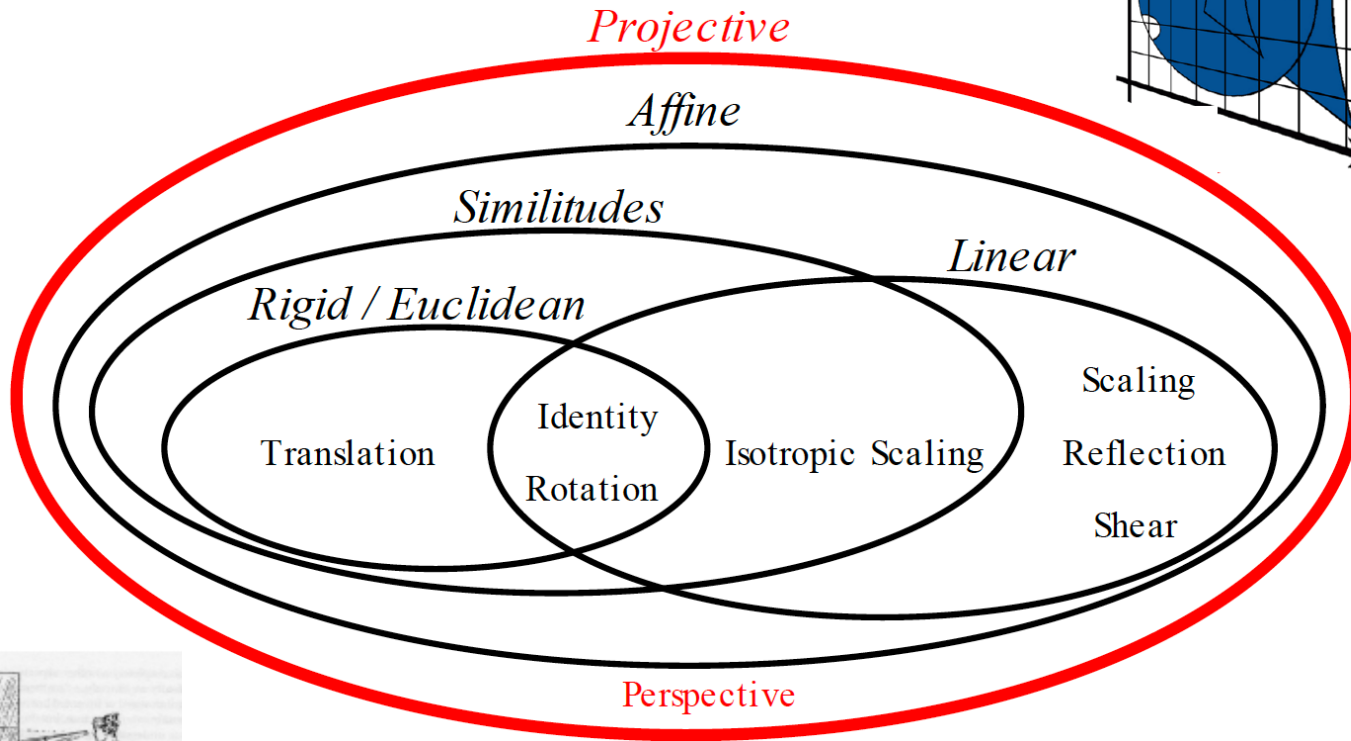 Projective
Affine
Similitudes
Linear
Rigid / Euclidean
Scaling
Identity
Translation
Isotropic Scaling
Reflection
Rotation
Shear
Perspective